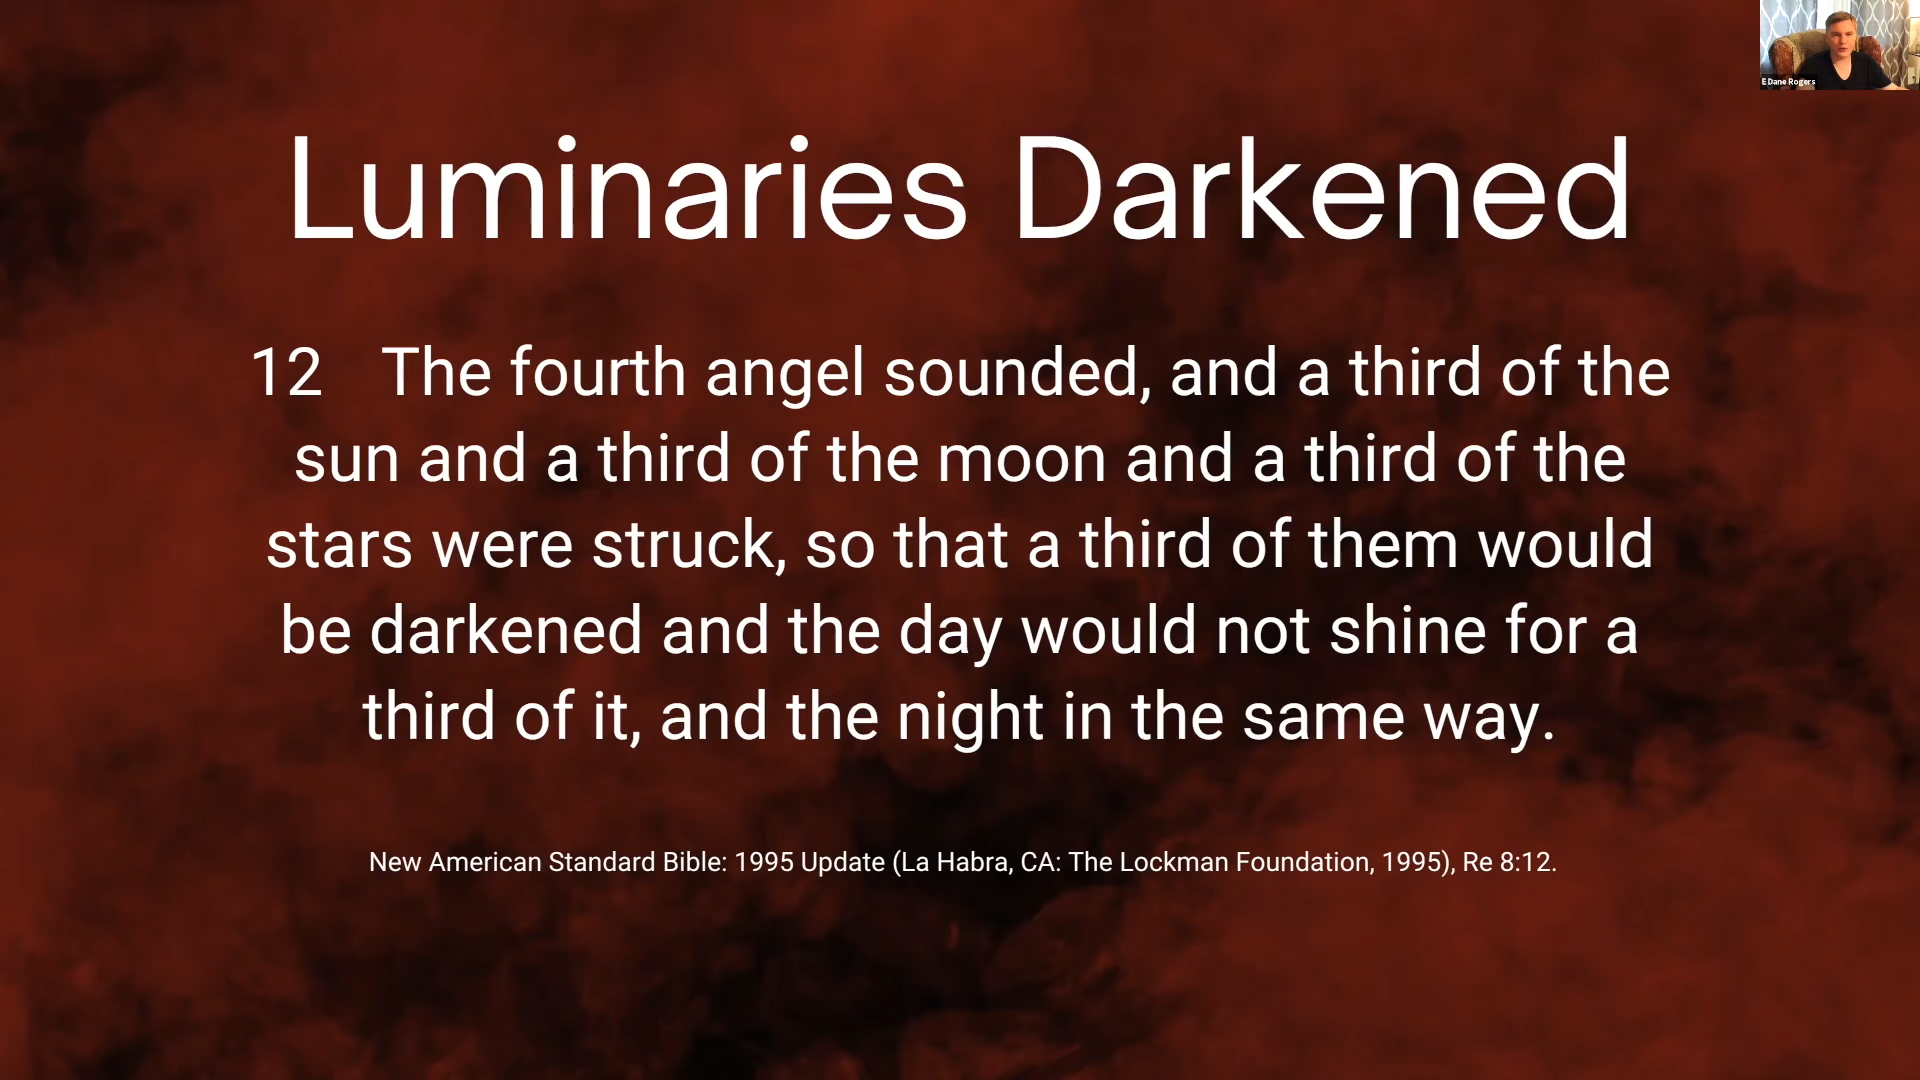 E Dane Rogers
Luminaries Darkened
12 The fourth angel sounded, and a third of the
sun and a third of the moon and a third of the
stars were struck, so that a third of them would
be darkened and the day would not shine for a
third of it, and the night in the same way.
New American Standard Bible: 1995 Update (La Habra, CA: The Lockman Foundation, 1995), Re 8:12.